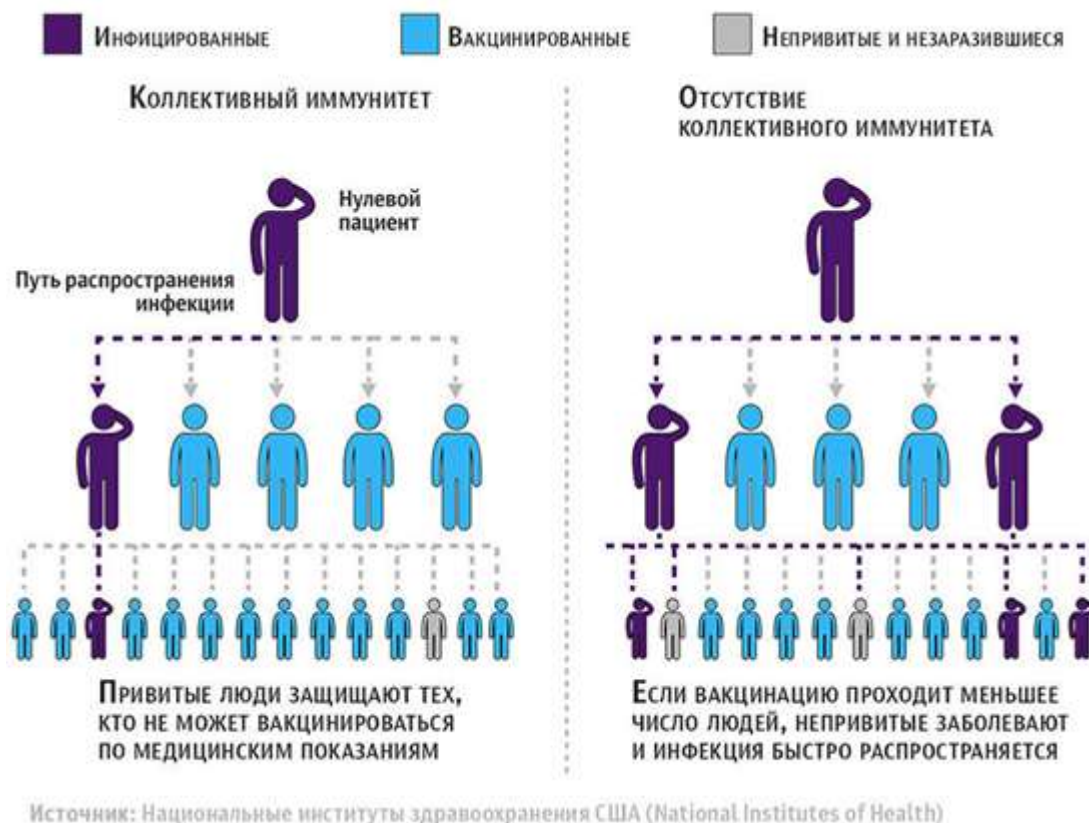 Инфицированные
Вакцинированные
Непривитые и незаразившиеся
Коллективный иммунитет
Нулевой
пациент
Путь распространения
инфекции
Привитые люди защищают тех,
кто не может вакцинироваться
по медицинским показаниям
Отсутствие
коллективного иммунитета
Если вакцинацию проходит меньшее
число людей, непривитые заболевают
и инфекция быстро распространяется
Источник: Национальные институты здравоохранения США (National Institutes of Health)